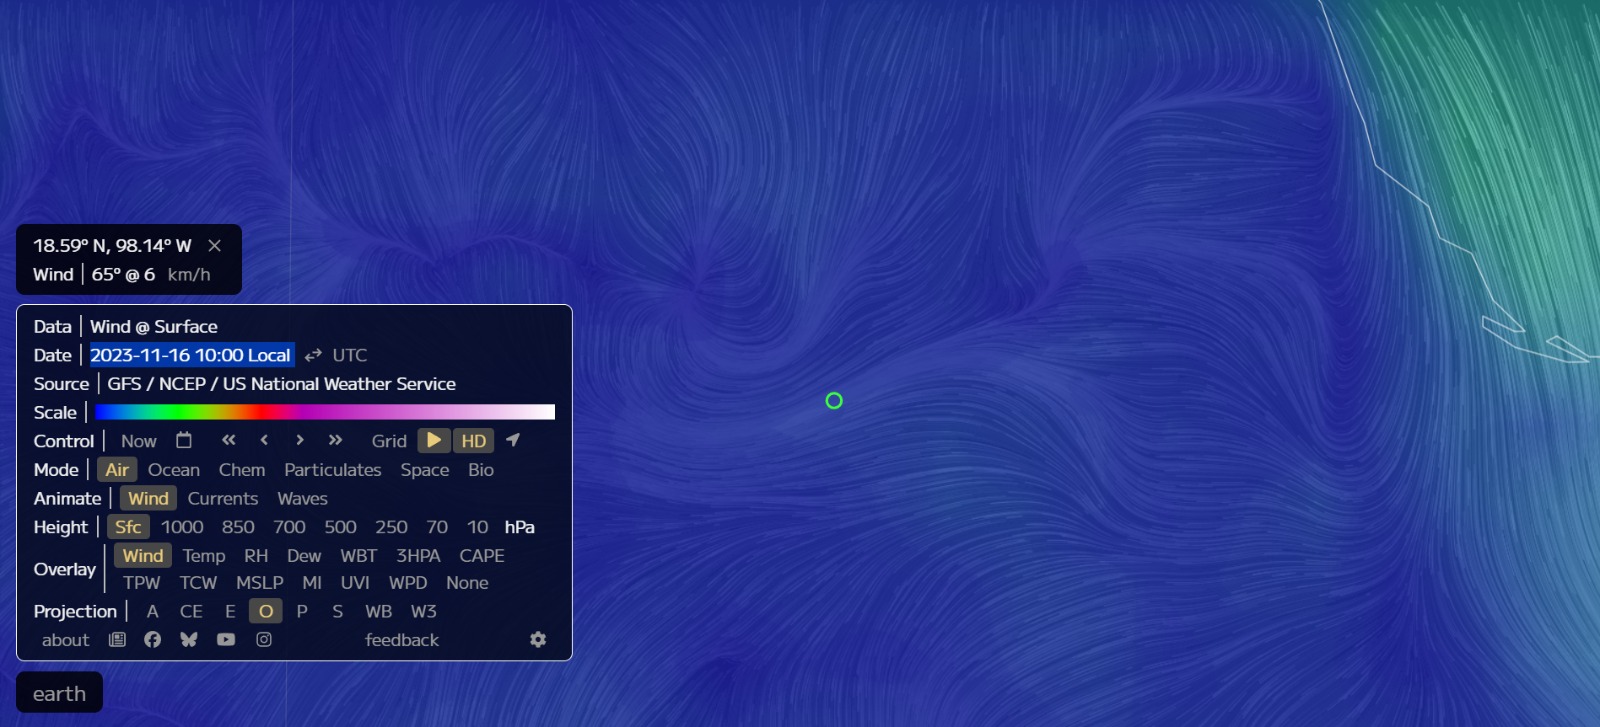 18.59° N, 98.14° W
Wind | 65° @ 6 km/h
Data | Wind @ Surface
Date | 2023-11-16 10:00 Local UTC
Source | GFS / NCEP / US National Weather Service
Scale |
Control | Now Grid HD
Mode | Air Ocean Chem Particulates Space Bio
Animate | Wind Currents Waves
Height | Sfc 1000 850 700 500 250 70 10 hPa
Overlay | Wind Temp RH Dew WBT 3HPA CAPE
TPW TCW MSLP MI UVI WPD None
Projection | A CE E O P S WB W3
about feedback
earth